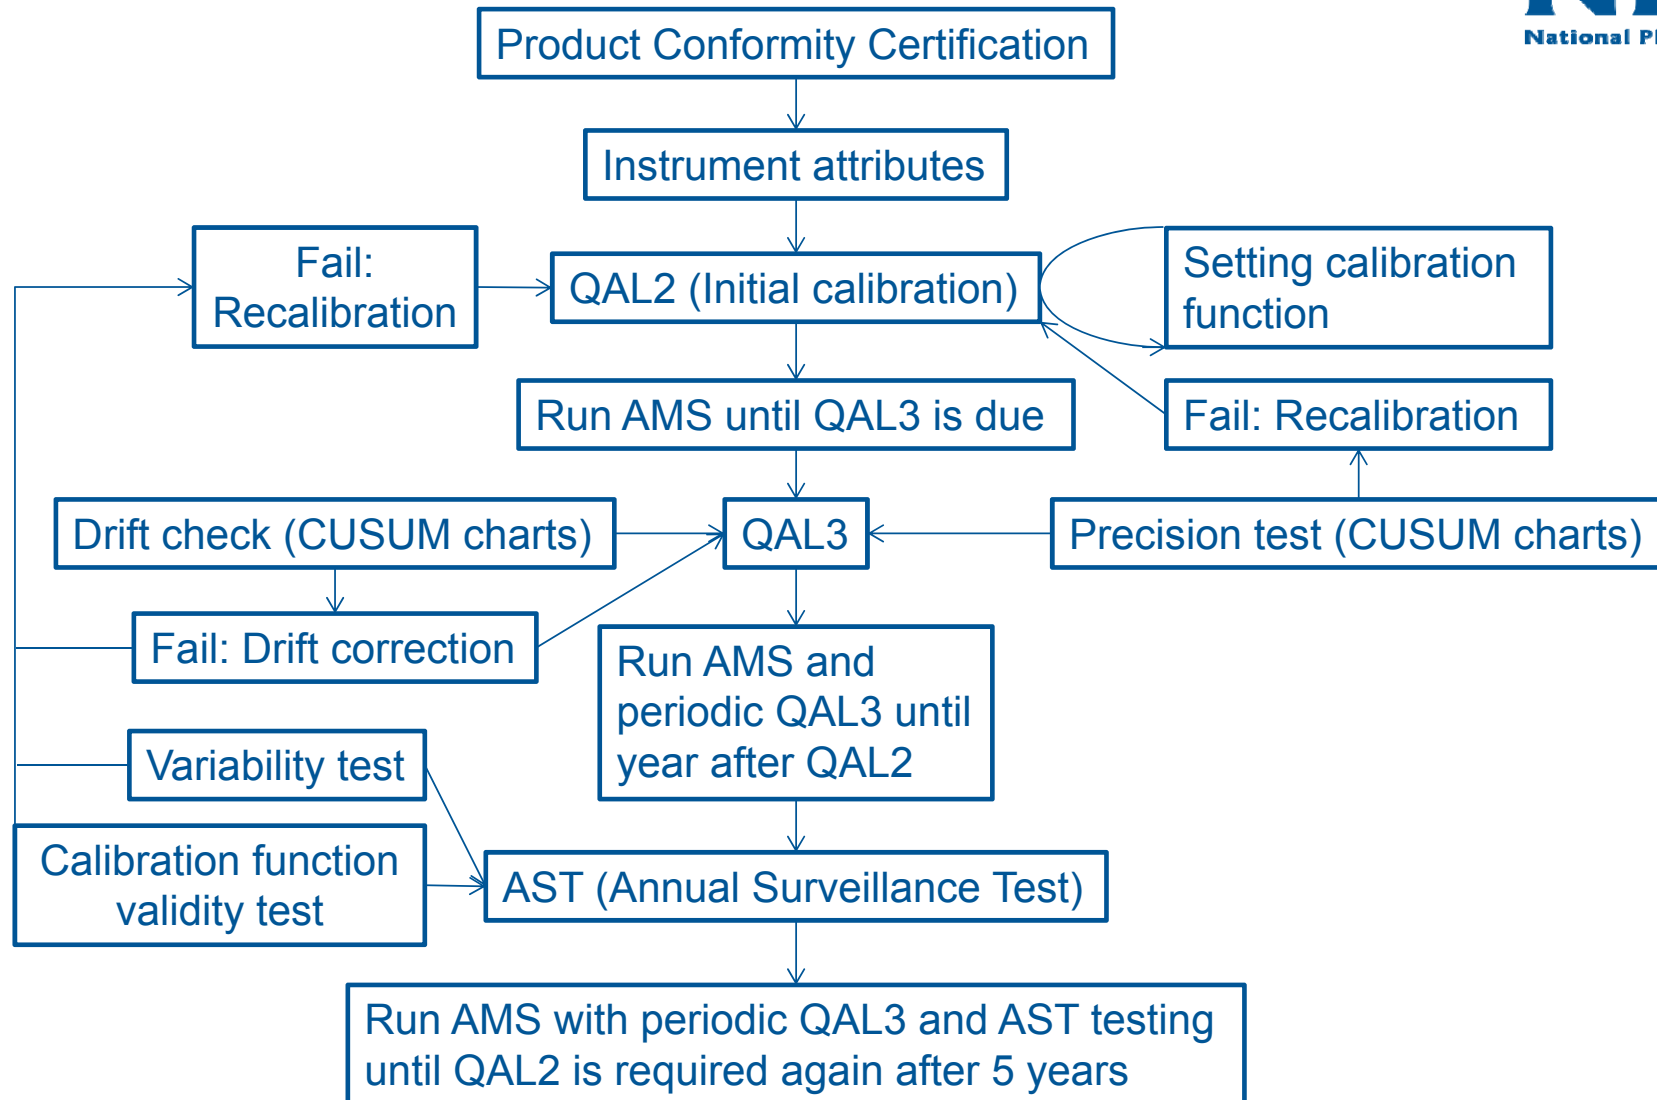 National
Product Conformity Certification
Instrument attributes
Fail:
Recalibration
QAL2 (Initial calibration)
Setting calibration
function
Run AMS until QAL3 is due
Fail: Recalibration
Drift check (CUSUM charts)
QAL3
Precision test (CUSUM charts)
Fail: Drift correction
Run AMS and
periodic QAL3 until
year after QAL2
Variability test
Calibration function
validity test
AST (Annual Surveillance Test)
Run AMS with periodic QAL3 and AST testing
until QAL2 is required again after 5 years